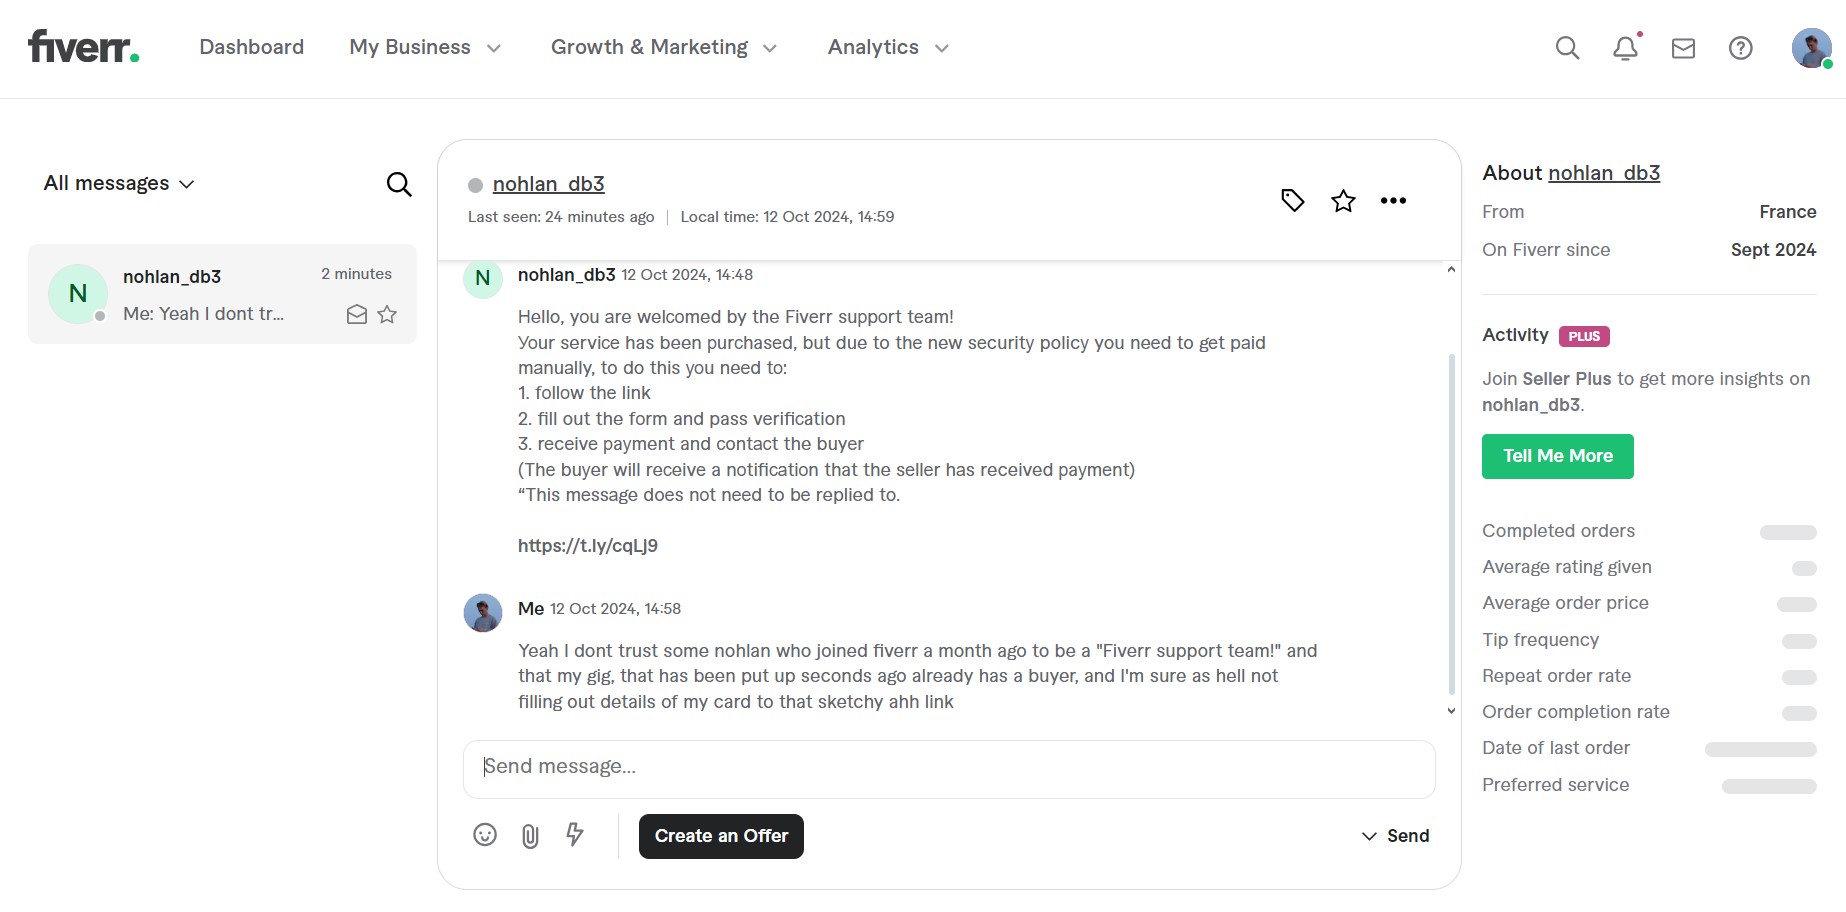 fiverr.
Dashboard
My Business
Growth & Marketing
Analytics
All messages
nohlan_db3
2 minutes
Me: Yeah I dont tr...
N
nohlan_db3
Last seen: 24 minutes ago | Local time: 12 Oct 2024, 14:59
N
nohlan_db3 12 Oct 2024, 14:48
Hello, you are welcomed by the Fiverr support team!
Your service has been purchased, but due to the new security policy you need to get paid
manually, to do this you need to:
1. follow the link
2. fill out the form and pass verification
3. receive payment and contact the buyer
(The buyer will receive a notification that the seller has received payment)
“This message does not need to be replied to.
https://t.ly/cqLJ9
Me 12 Oct 2024, 14:58
Yeah I dont trust some nohlan who joined fiverr a month ago to be a "Fiverr support team!" and
that my gig, that has been put up seconds ago already has a buyer, and I'm sure as hell not
filling out details of my card to that sketchy ahh link
Send message...
Create an Offer
Send
About nohlan_db3
From
France
On Fiverr since
Sept 2024
Activity PLUS
Join Seller Plus to get more insights on
nohlan_db3.
Tell Me More
Completed orders
Average rating given
Average order price
Tip frequency
Repeat order rate
Order completion rate
Date of last order
Preferred service